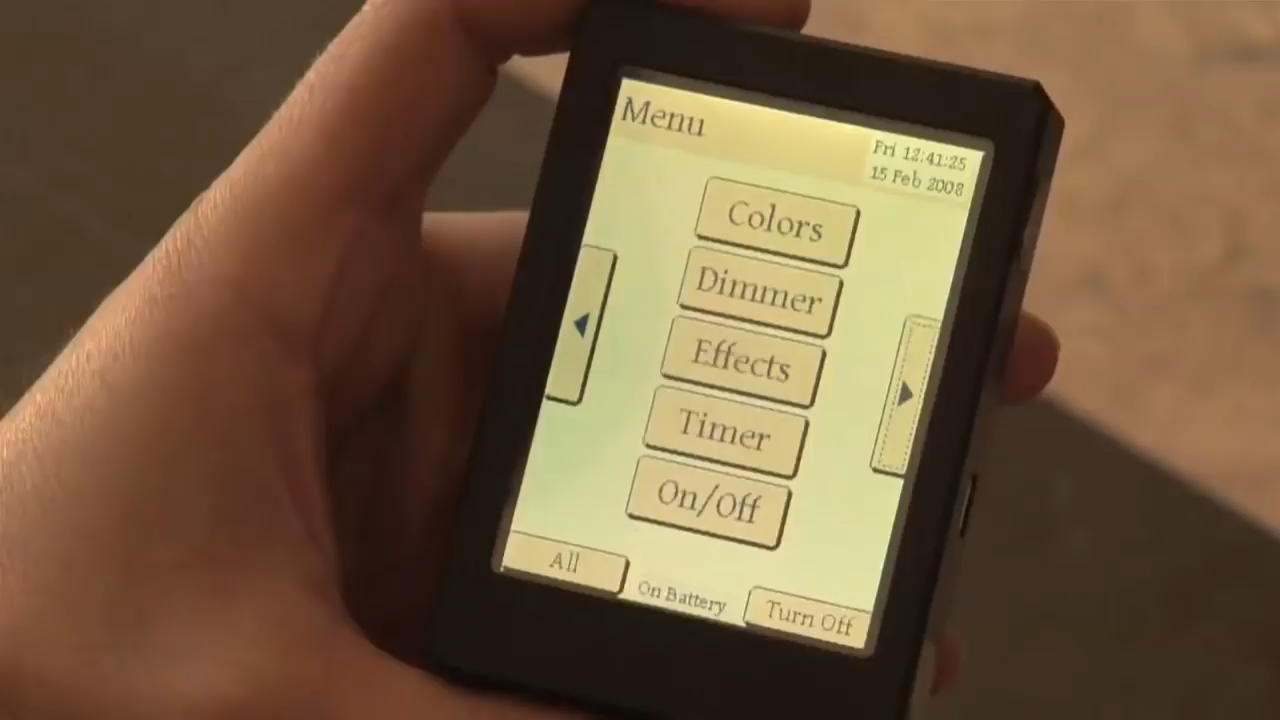 Menu
Fri 12:41:25
15 Feb 2008
Colors
Dimmer
Effects
Timer
On/Off
All
On Battery
Turn Off